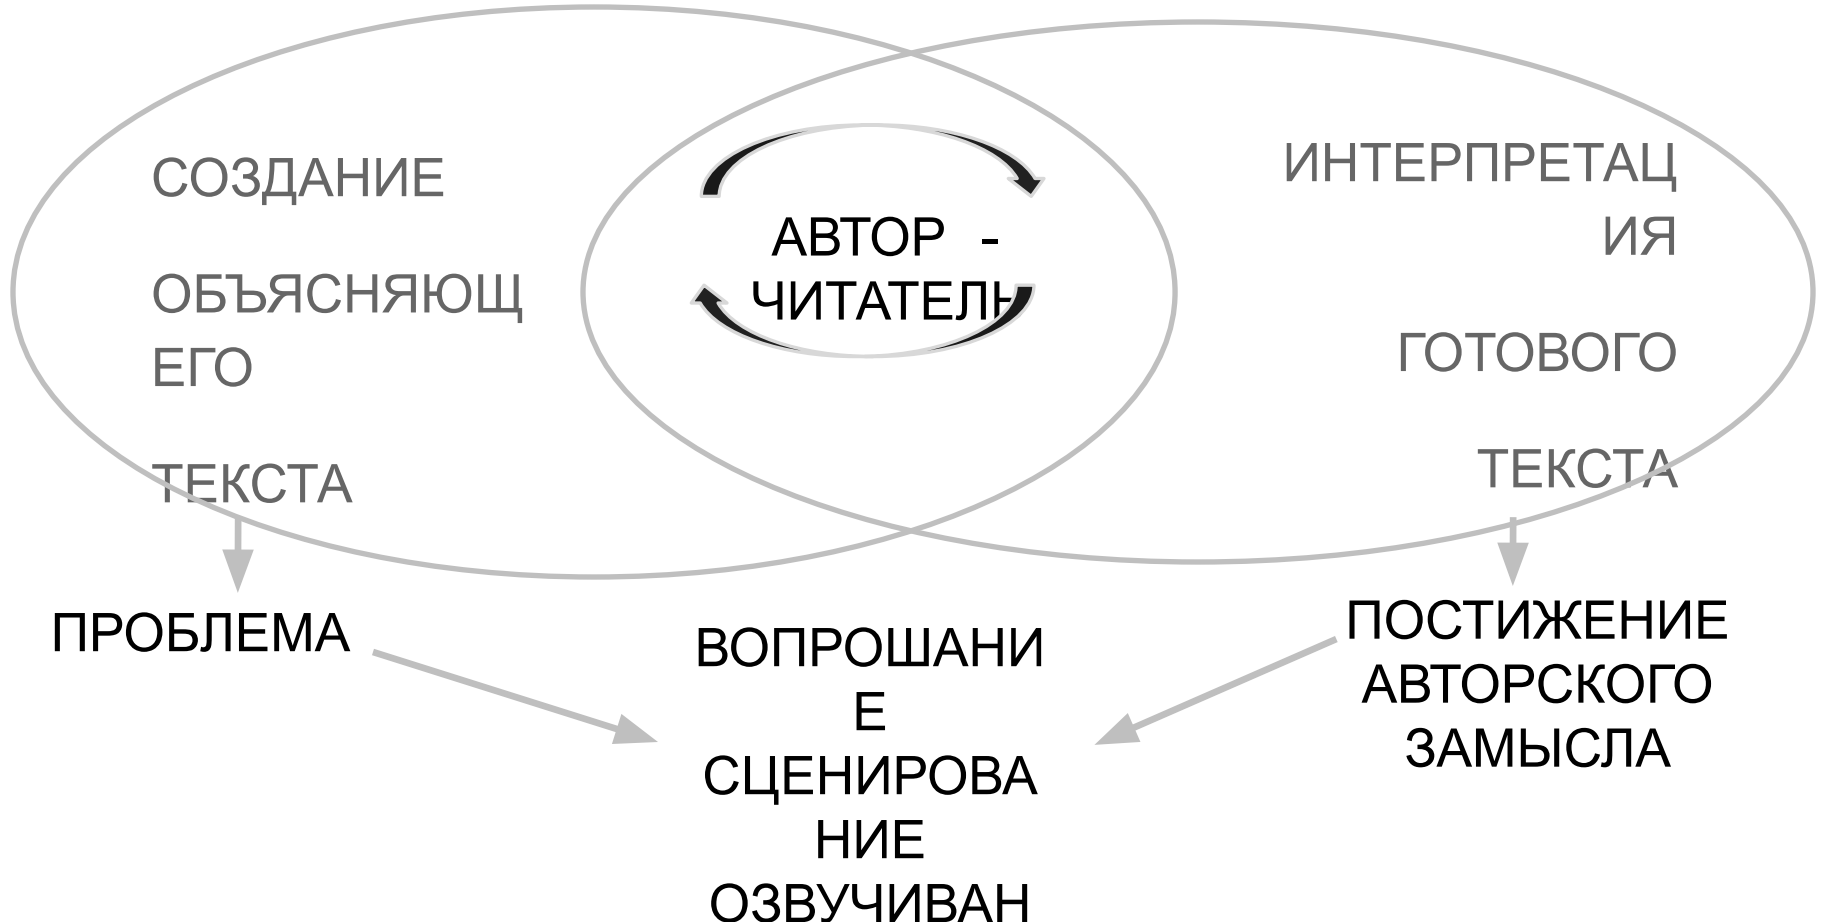 СОЗДАНИЕ
ОБЪЯСНЯЮЩ
ЕГО
ТЕКСТА
АВТОР -
ЧИТАТЕЛЬ
ИНТЕРПРЕТАЦ
ИЯ
ГОТОВОГО
ТЕКСТА
ПРОБЛЕМА
ВОПРОШАНИ
Е
СЦЕНИРОВА
НИЕ
ОЗВУЧИВАН
ПОСТИЖЕНИЕ
АВТОРСКОГО
ЗАМЫСЛА